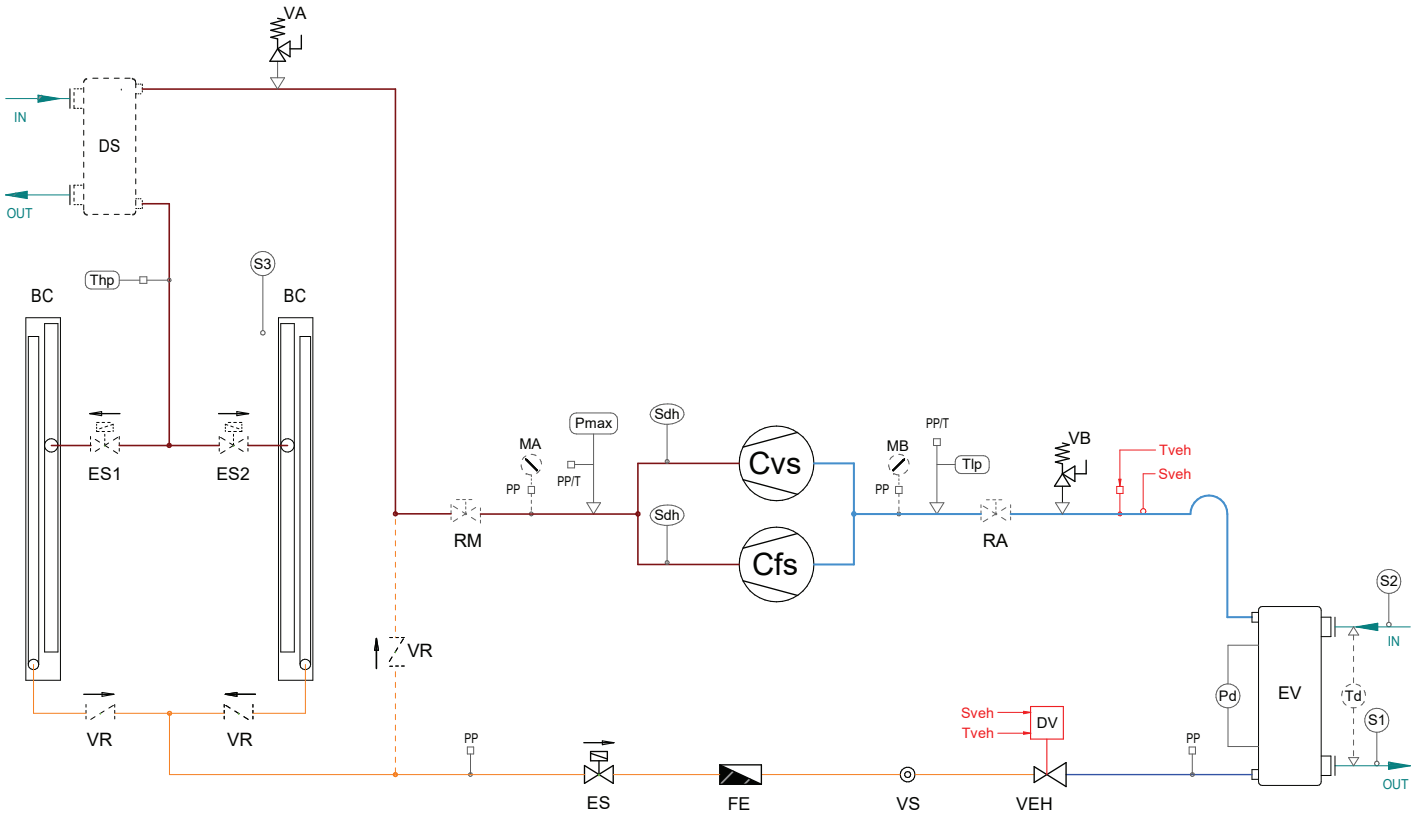 VA
IN
DS
OUT
S3
Thp
BC
BC
ES1
ES2
MA
PP
Pmax
PP/T
Sdh
Cvs
Sdh
Cfs
RM
MB
PP
PP/T
Tlp
RA
VB
Tveh
Sveh
S2
IN
EV
Pd
Td
S1
OUT
VR
VR
VR
PP
ES
FE
VS
Sveh
Tveh
DV
VEH
PP